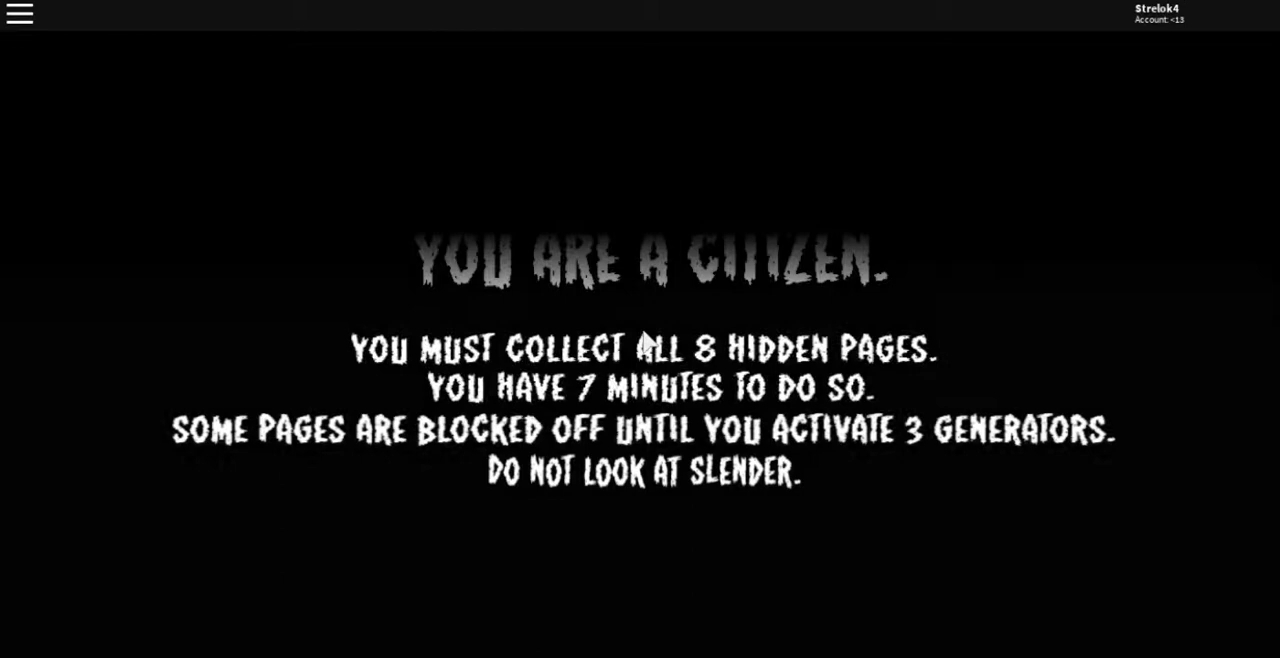 Strelok4
Account: <13
YOU ARE A CITIZEN.
YOU MUST COLLECT ALL 8 HIDDEN PAGES.
YOU HAVE 7 MINUTES TO DO SO.
SOME PAGES ARE BLOCKED OFF UNTIL YOU ACTIVATE 3 GENERATORS.
DO NOT LOOK AT SLENDER.